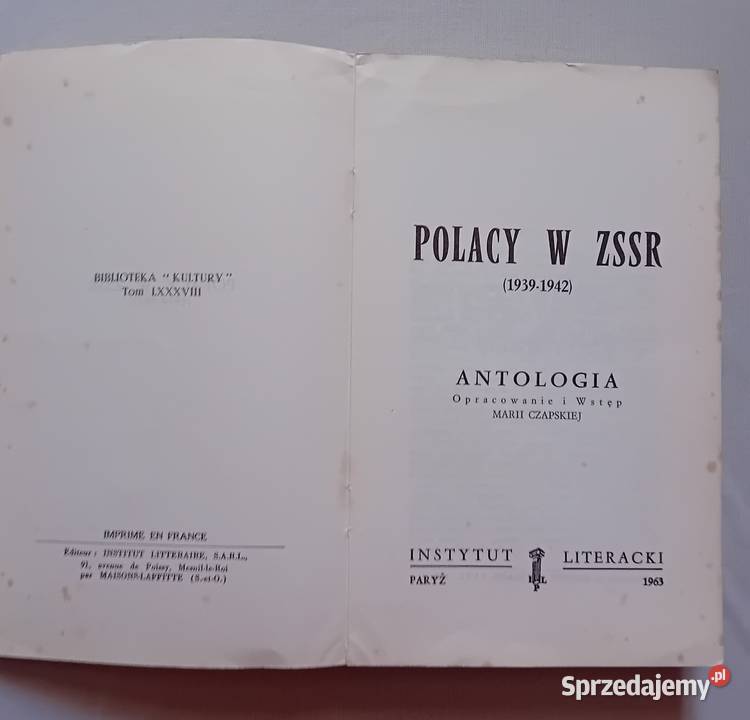 BIBLIOTEKA "KULTURY"
Tom LXXXVIII
IMPRIME EN FRANCE
Editeur: INSTITUT LITTERAIRE, S.A.R.L.,
91, avenue de Poissy, Mesnil-le-Roi
par MAISONS-LAFFITTE (S.-et-O.)
POLACY W ZSSR
(1939-1942)
ANTOLOGIA
Opracowanie i Wstęp
MARII CZAPSKIEJ
INSTYTUT LITERACKI
PARYŻ I L P 1963
Sprzedajemy.pl